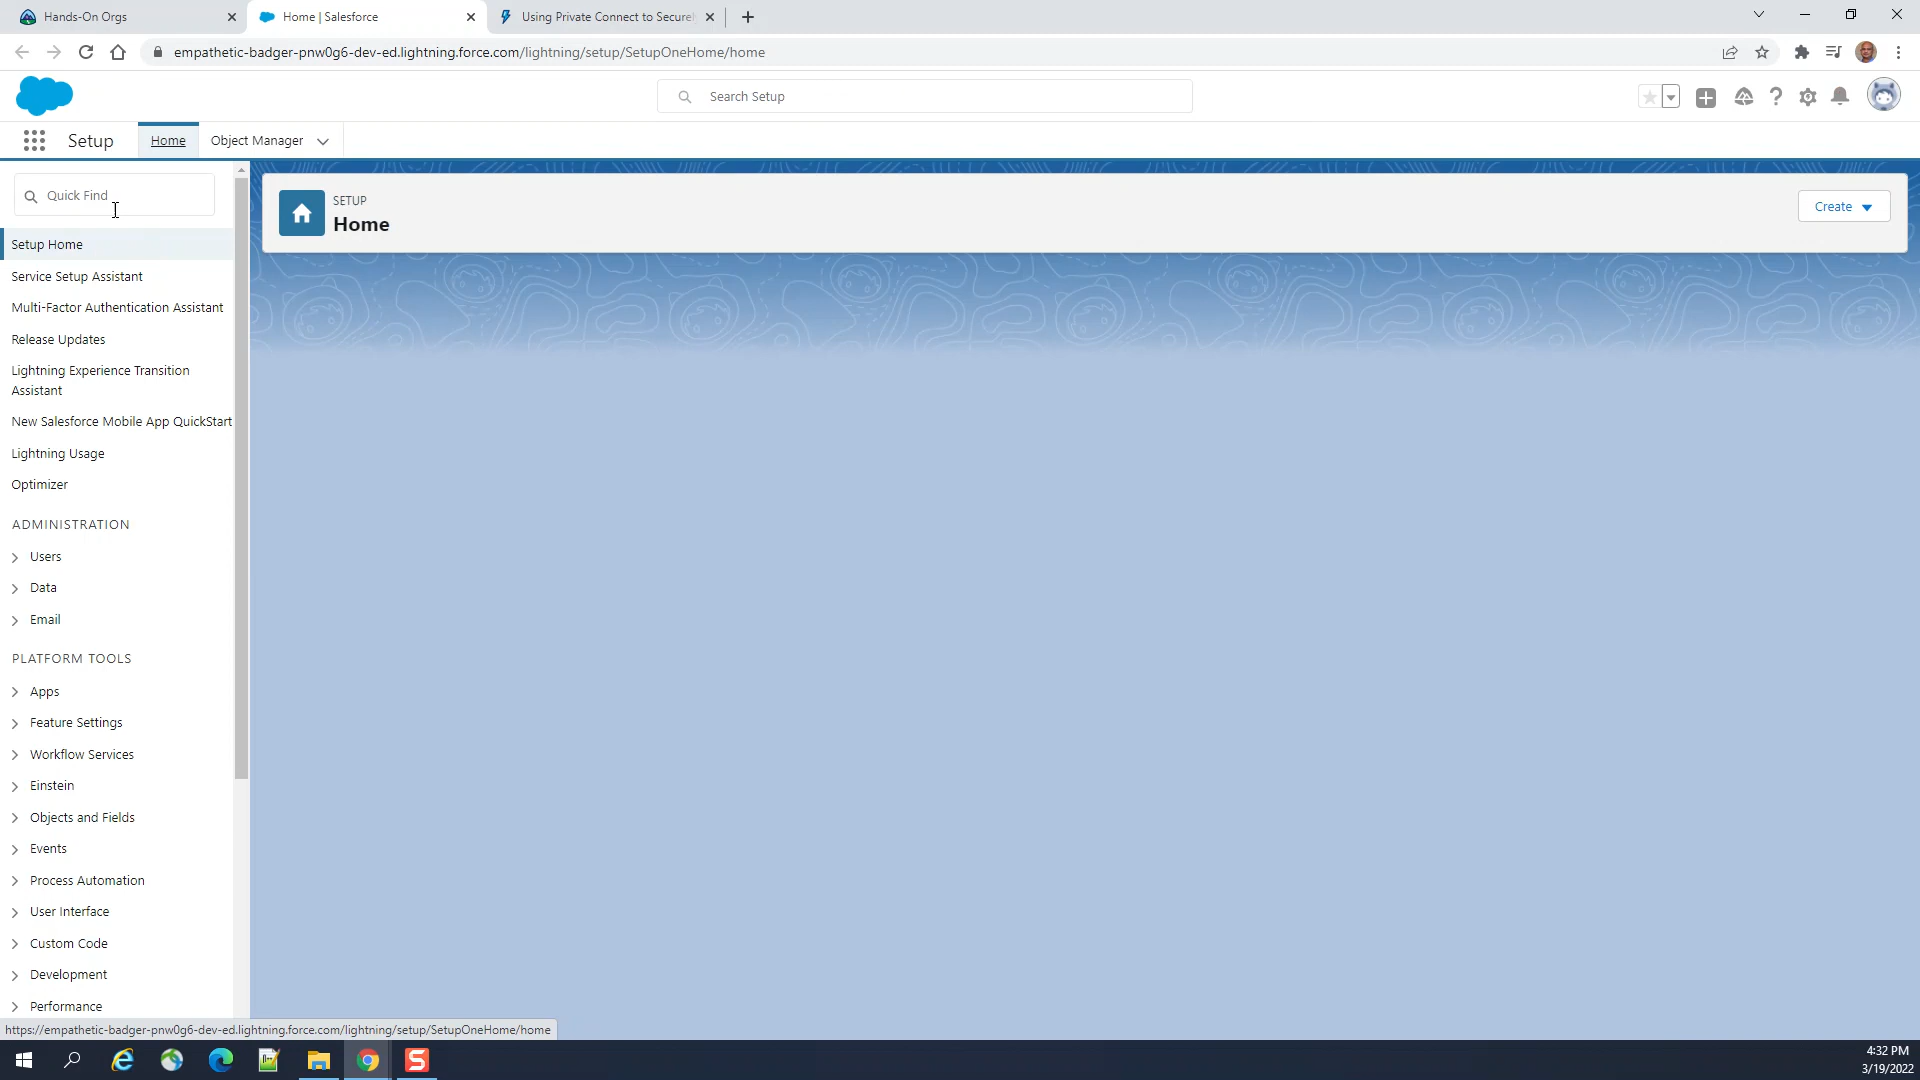 Hands-On Orgs
Home | Salesforce
Using Private Connect to Secure
empathetic-badger-pnw0g6-dev-ed.lightning.force.com/lightning/setup/SetupOneHome/home
Search Setup
Setup
Home
Object Manager
Quick Find
SETUP
Home
Create
Setup Home
Service Setup Assistant
Multi-Factor Authentication Assistant
Release Updates
Lightning Experience Transition
Assistant
New Salesforce Mobile App QuickStart
Lightning Usage
Optimizer
ADMINISTRATION
Users
Data
Email
PLATFORM TOOLS
Apps
Feature Settings
Workflow Services
Einstein
Objects and Fields
Events
Process Automation
User Interface
Custom Code
Development
Performance
https://empathetic-badger-pnw0g6-dev-ed.lightning.force.com/lightning/setup/SetupOneHome/home
4:32 PM
3/19/2022